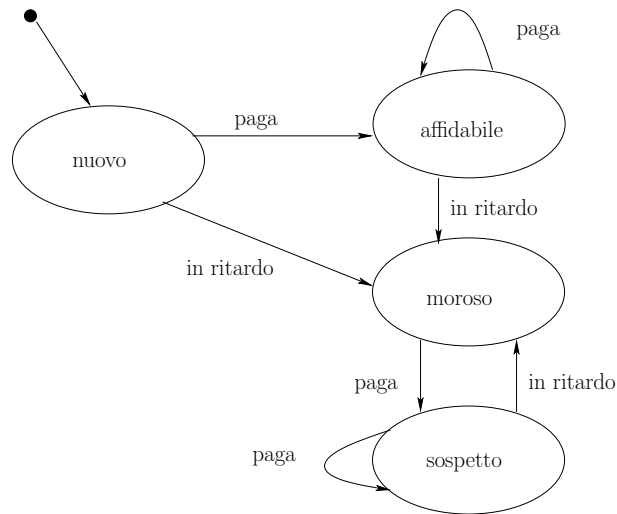 paga
paga
affidabile
nuovo
in ritardo
in ritardo
moroso
paga
in ritardo
paga
sospetto